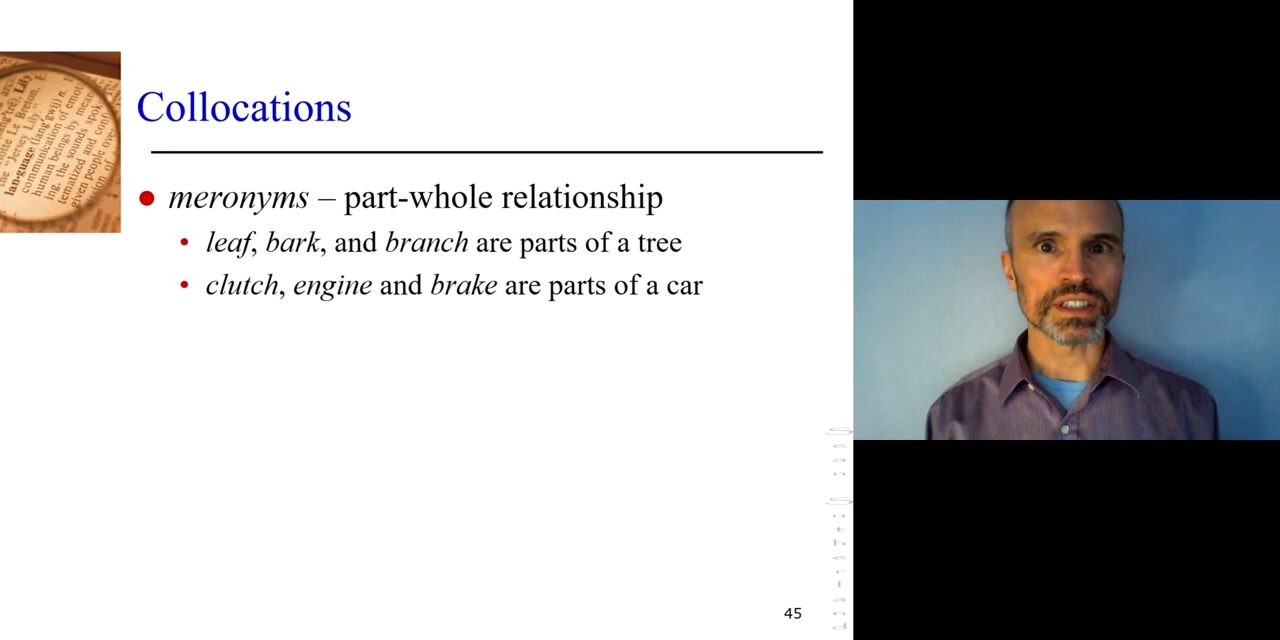 Collocations
meronyms – part-whole relationship
leaf, bark, and branch are parts of a tree
clutch, engine and brake are parts of a car
45